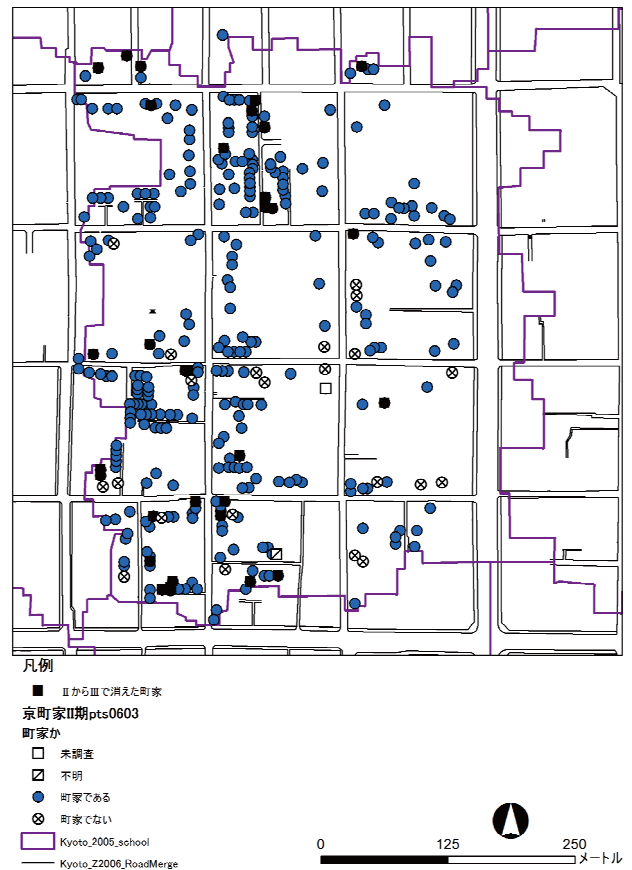 凡例
ⅡからⅢで消えた町家
京町家II期pts0603
町家か
未調査
不明
町家である
町家でない
Kyoto_2005_school
Kyoto_Z2006_RoadMerge
0 125 250
メートル